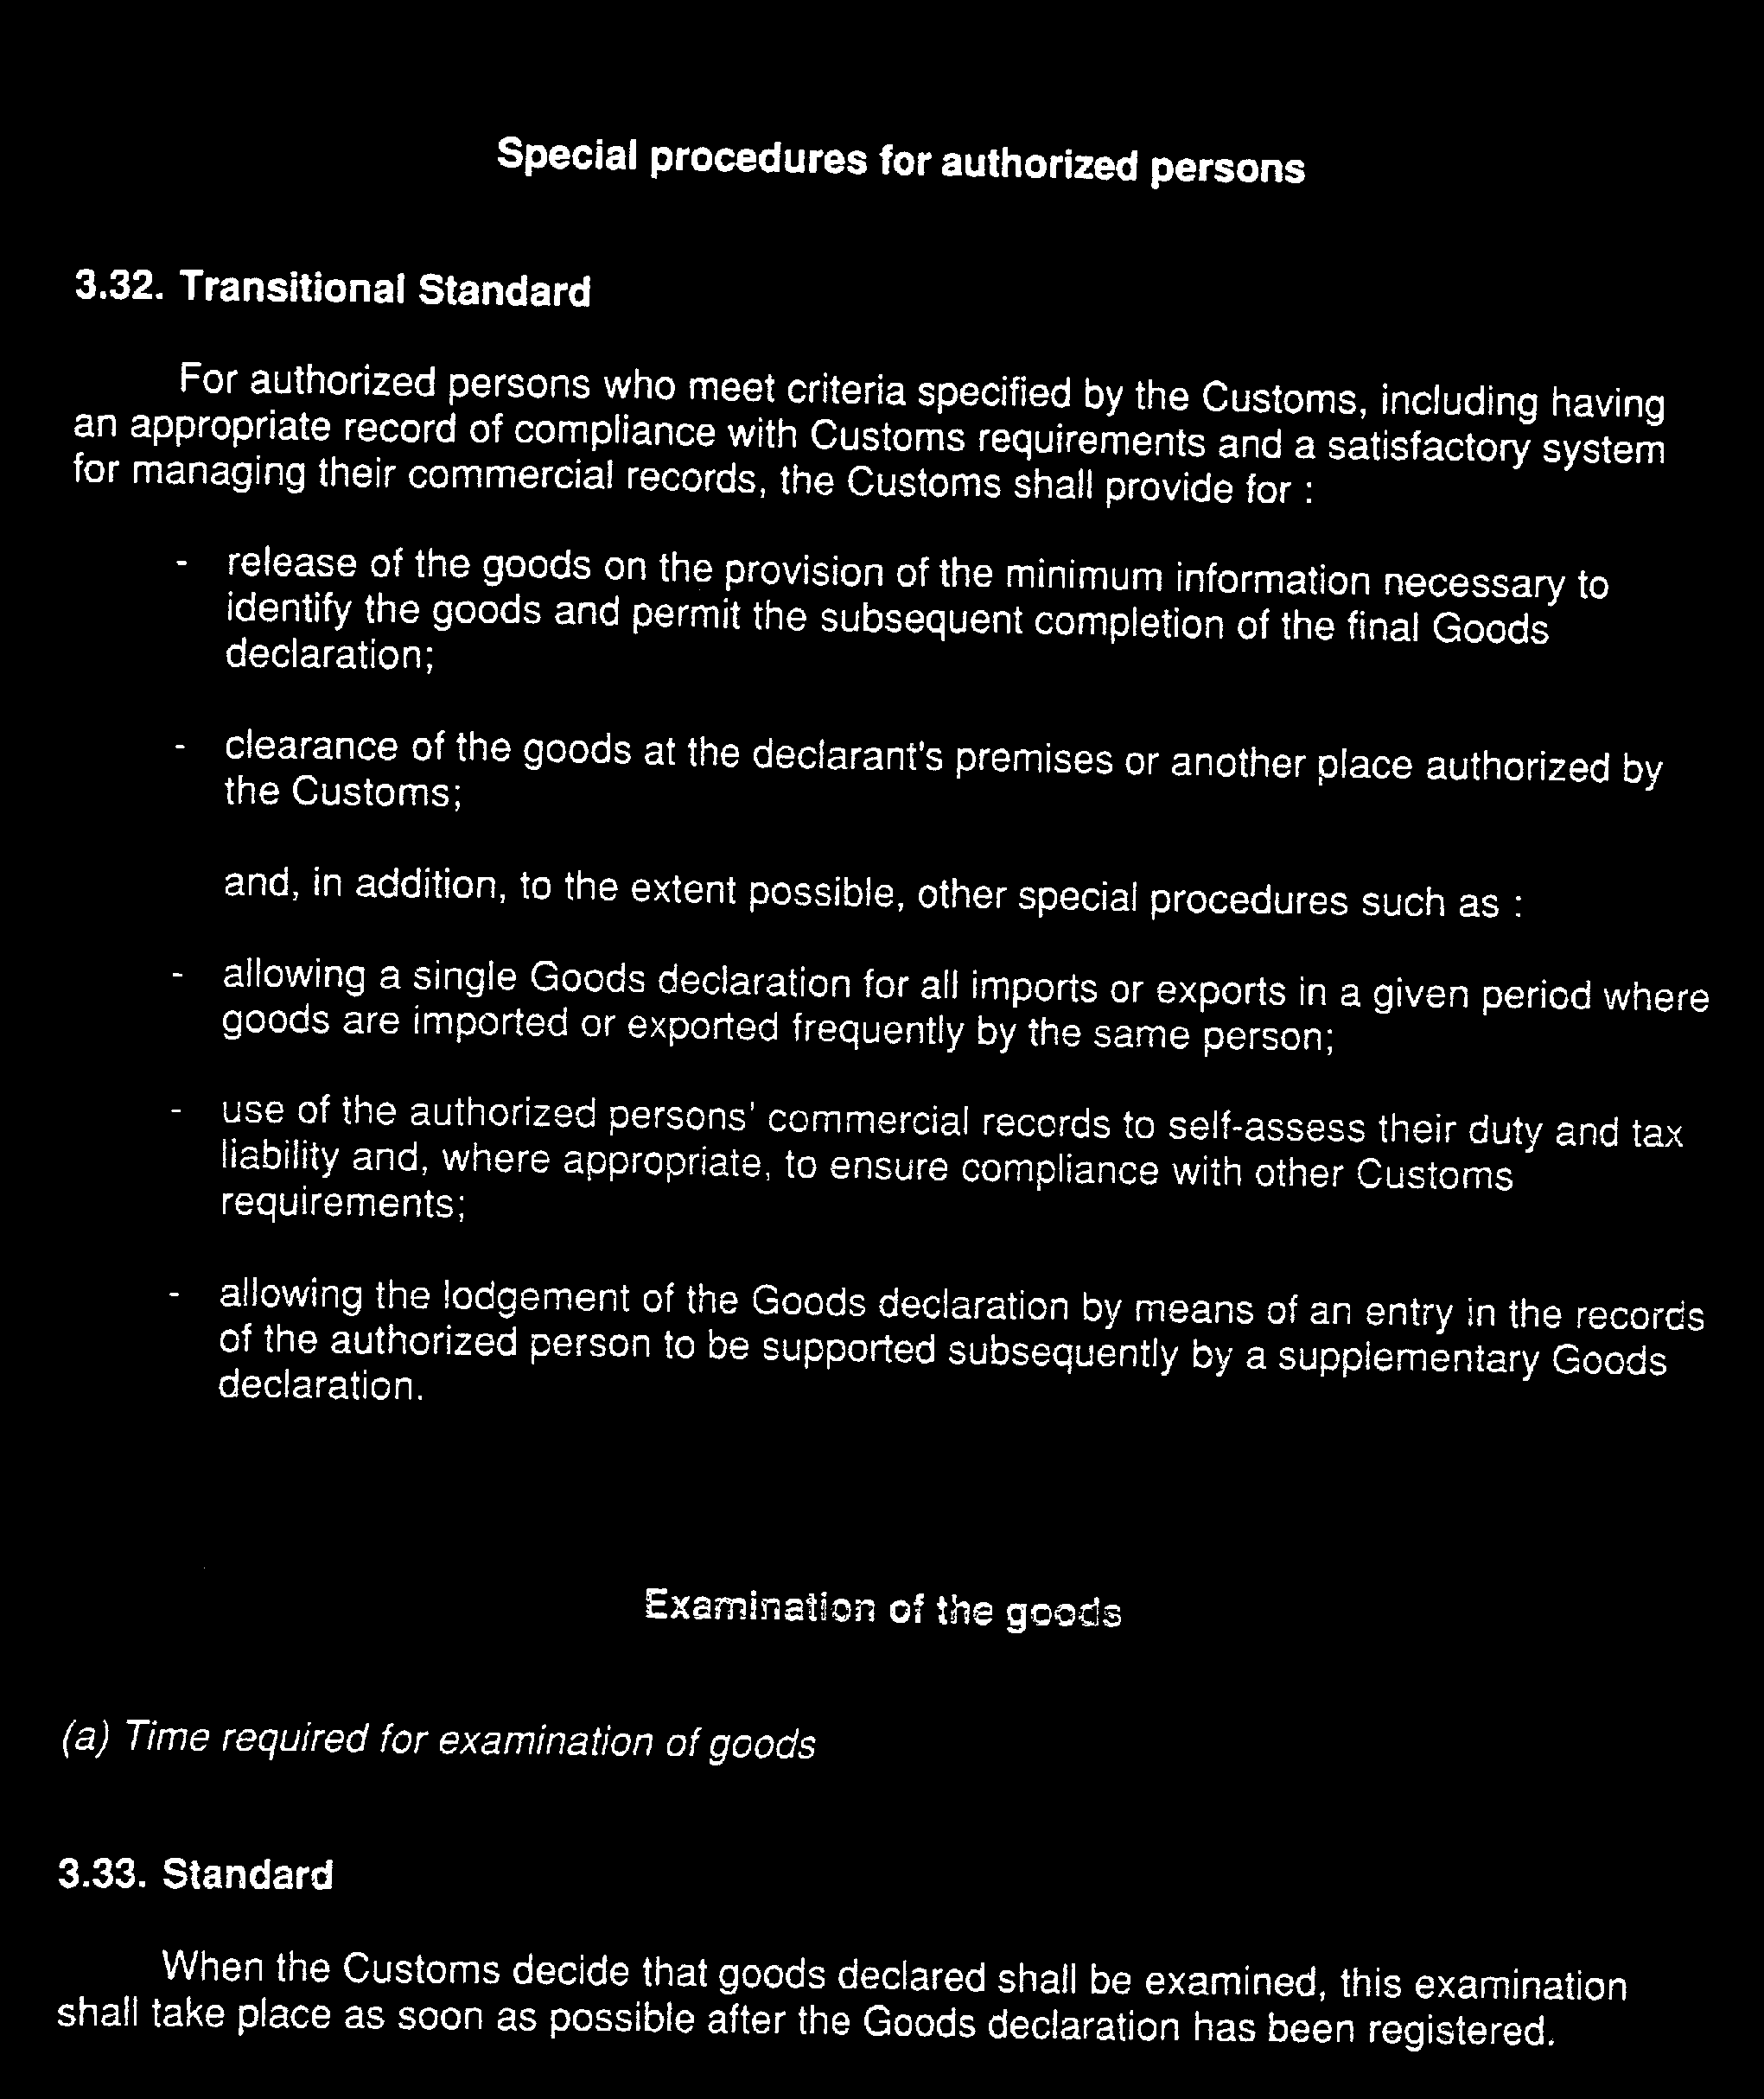 Special procedures for authorized persons
3.32. Transitional Standard
For authorized persons who meet criteria specified by the Customs, including having
an appropriate record of compliance with Customs requirements and a satisfactory system
for managing their commercial records, the Customs shall provide for :
- release of the goods on the provision of the minimum information necessary to
identify the goods and permit the subsequent completion of the final Goods
declaration;
- clearance of the goods at the declarant's premises or another place authorized by
the Customs;
and, in addition, to the extent possible, other special procedures such as :
- allowing a single Goods declaration for all imports or exports in a given period where
goods are imported or exported frequently by the same person;
- use of the authorized persons' commercial records to self-assess their duty and tax
liability and, where appropriate, to ensure compliance with other Customs
requirements;
- allowing the lodgement of the Goods declaration by means of an entry in the records
of the authorized person to be supported subsequently by a supplementary Goods
declaration.
Examination of the goods
(a) Time required for examination of goods
3.33. Standard
When the Customs decide that goods declared shall be examined, this examination
shall take place as soon as possible after the Goods declaration has been registered.